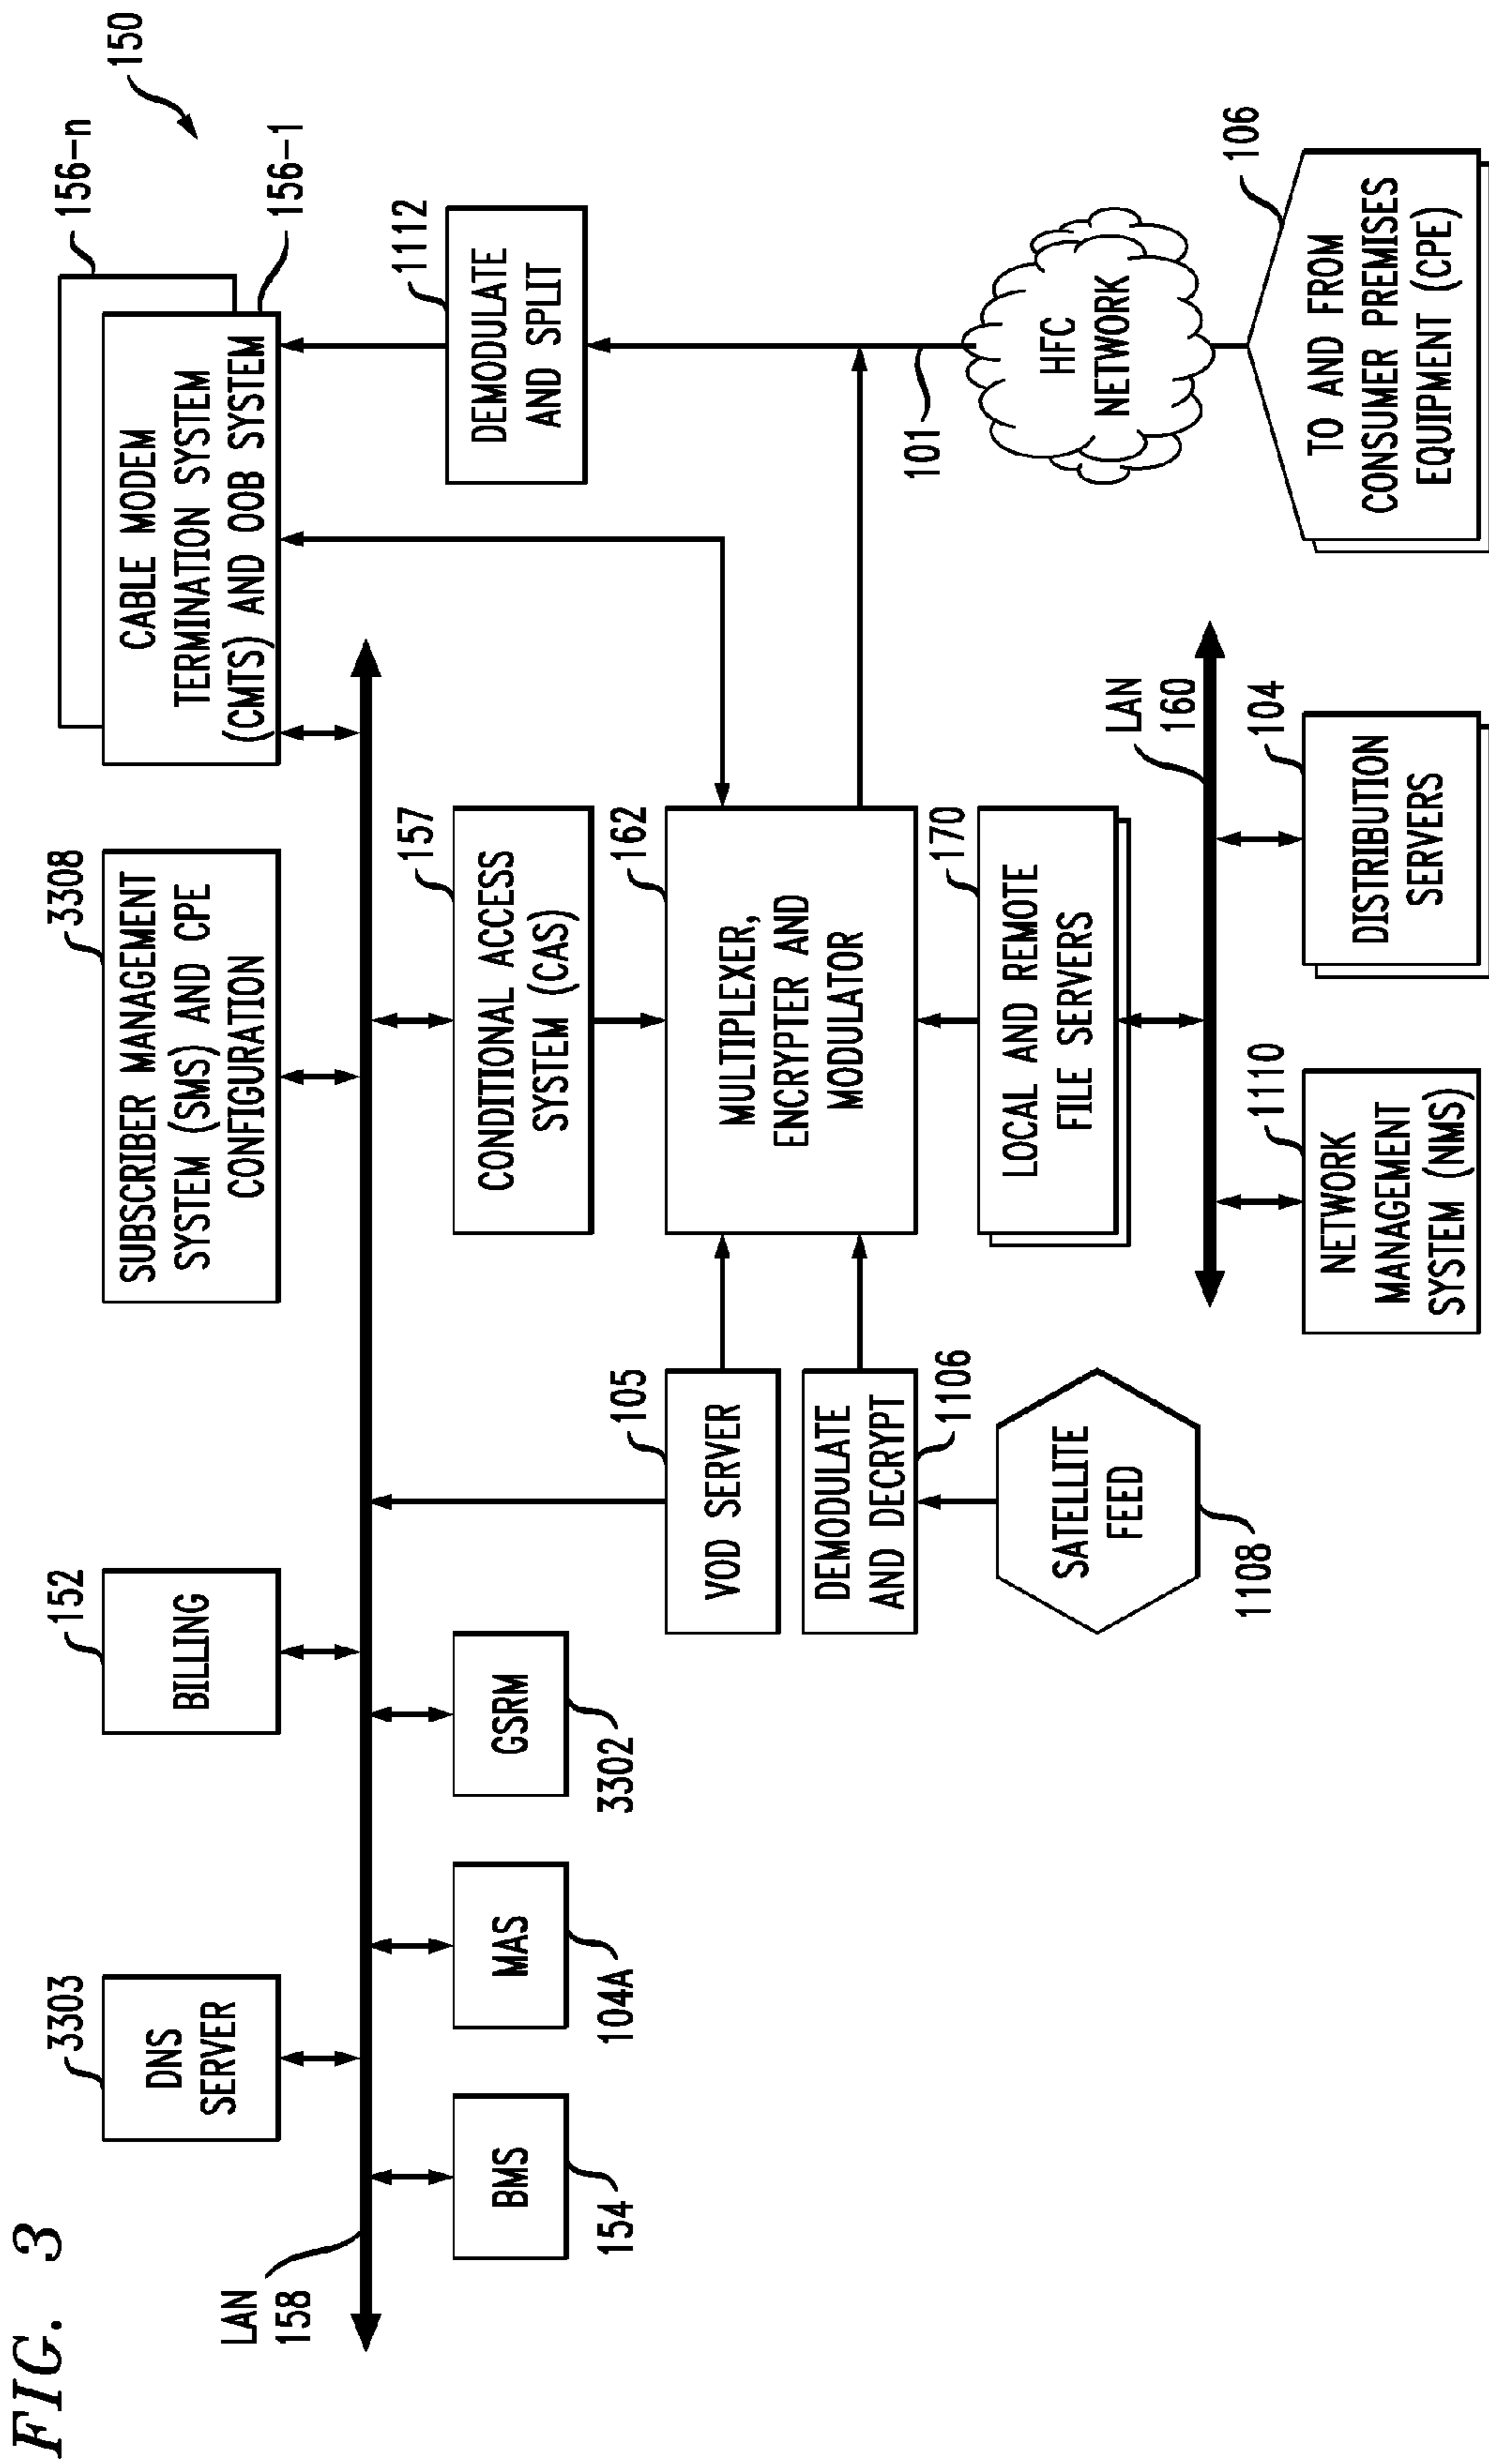 FIG. 3
150
3303
DNS
SERVER
152
BILLING
3308
SUBSCRIBER MANAGEMENT
SYSTEM (SMS) AND CPE
CONFIGURATION
156-n
156-1
CABLE MODEM
TERMINATION SYSTEM
(CMTS) AND OOB SYSTEM
LAN
158
BMS
154
MAS
104A
GSRM
3302
157
CONDITIONAL ACCESS
SYSTEM (CAS)
1112
DEMODULATE
AND SPLIT
105
VOD SERVER
162
MULTIPLEXER,
ENCRYPTER AND
MODULATOR
DEMODULATE
AND DECRYPT
1106
101
170
LOCAL AND REMOTE
FILE SERVERS
HFC
NETWORK
SATELLITE
FEED
1108
LAN
160
1110
NETWORK
MANAGEMENT
SYSTEM (NMS)
104
DISTRIBUTION
SERVERS
106
TO AND FROM
CONSUMER PREMISES
EQUIPMENT (CPE)